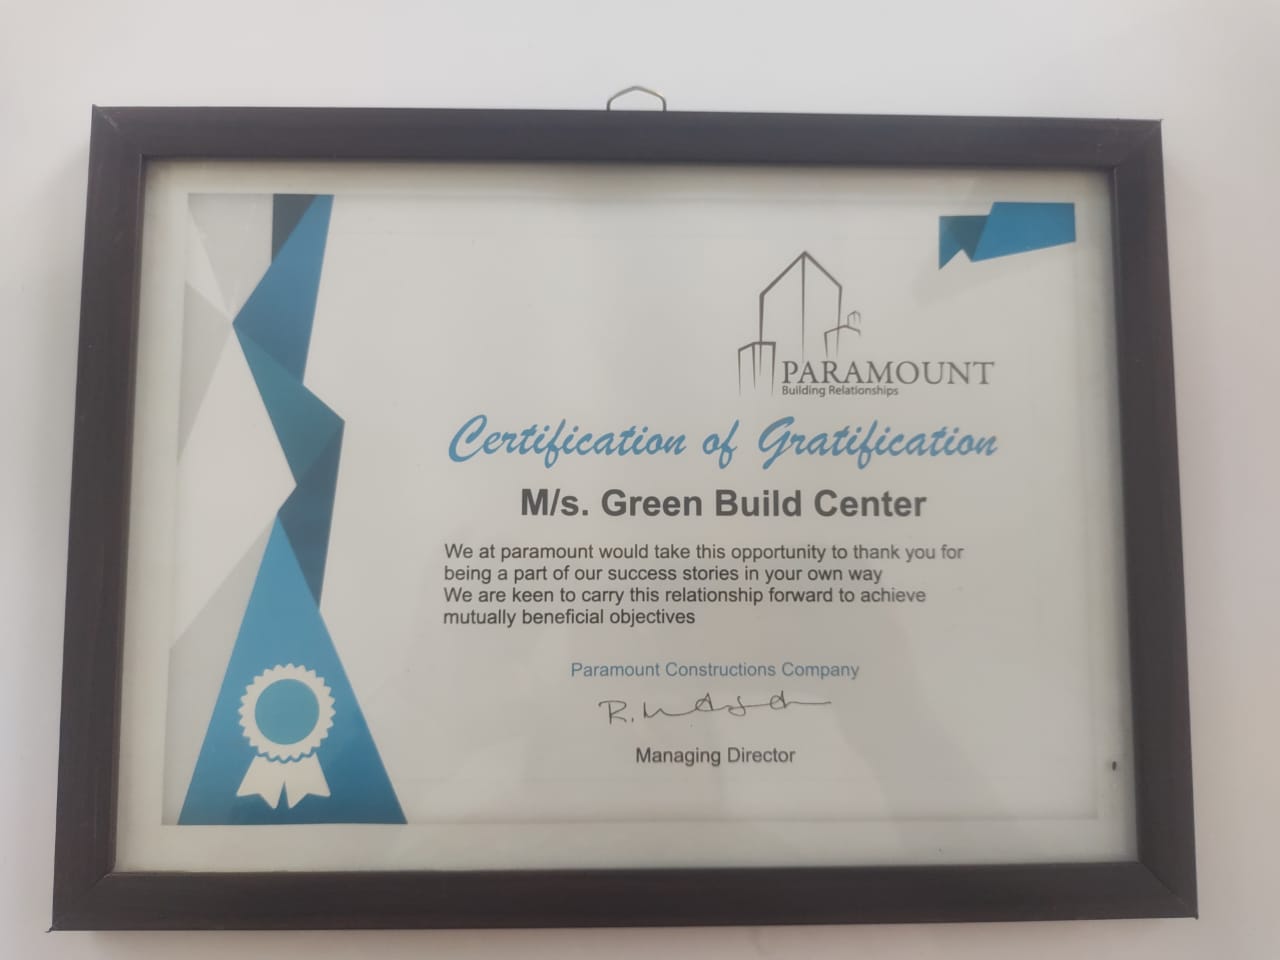 PARAMOUNT
Building Relationships
Certification of Gratification
M/s. Green Build Center
We at paramount would take this opportunity to thank you for
being a part of our success stories in your own way
We are keen to carry this relationship forward to achieve
mutually beneficial objectives
Paramount Constructions Company
R.
Managing Director